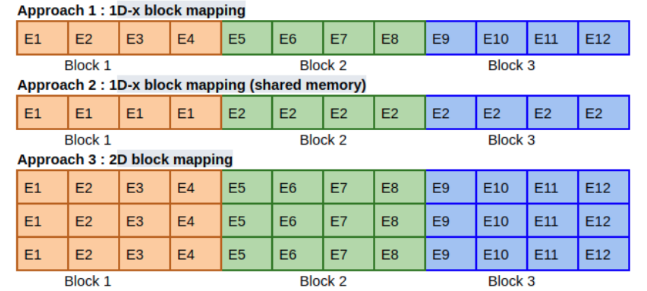 Approach 1 : 1D-x block mapping
E1 E2 E3 E4 E5 E6 E7 E8 E9 E10 E11 E12
Block 1 Block 2 Block 3
Approach 2 : 1D-x block mapping (shared memory)
E1 E1 E1 E1 E2 E2 E2 E2 E2 E2 E2 E2
Block 1 Block 2 Block 3
Approach 3 : 2D block mapping
E1 E2 E3 E4 E5 E6 E7 E8 E9 E10 E11 E12
E1 E2 E3 E4 E5 E6 E7 E8 E9 E10 E11 E12
E1 E2 E3 E4 E5 E6 E7 E8 E9 E10 E11 E12
Block 1 Block 2 Block 3